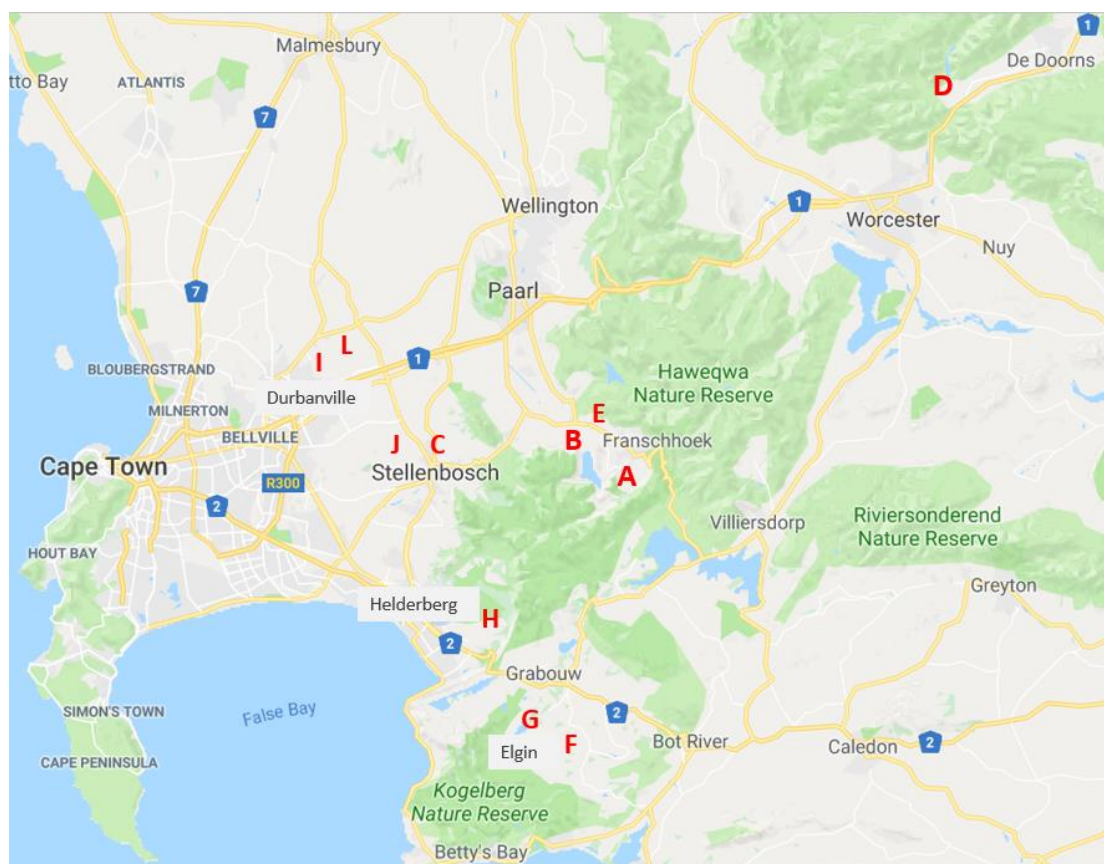 1
Malmesbury
De Doorns
tto Bay
ATLANTIS
D
7
Wellington
1
Worcester
Nuy
7
Paarl
L
I
1
BLOUBERGSTRAND
Haweqwa
Nature Reserve
Durbanville
MILNERTON
E
BELLVILLE
J
C
B
Franschhoek
Cape Town
Stellenbosch
A
R300
2
Villiersdorp
Riviersonderend
Nature Reserve
HOUT BAY
Greyton
Helderberg
H
2
Grabouw
SIMON'S TOWN
False Bay
G
2
F
Bot River
2
Elgin
Caledon
CAPE PENINSULA
Kogelberg
Nature Reserve
Betty's Bay